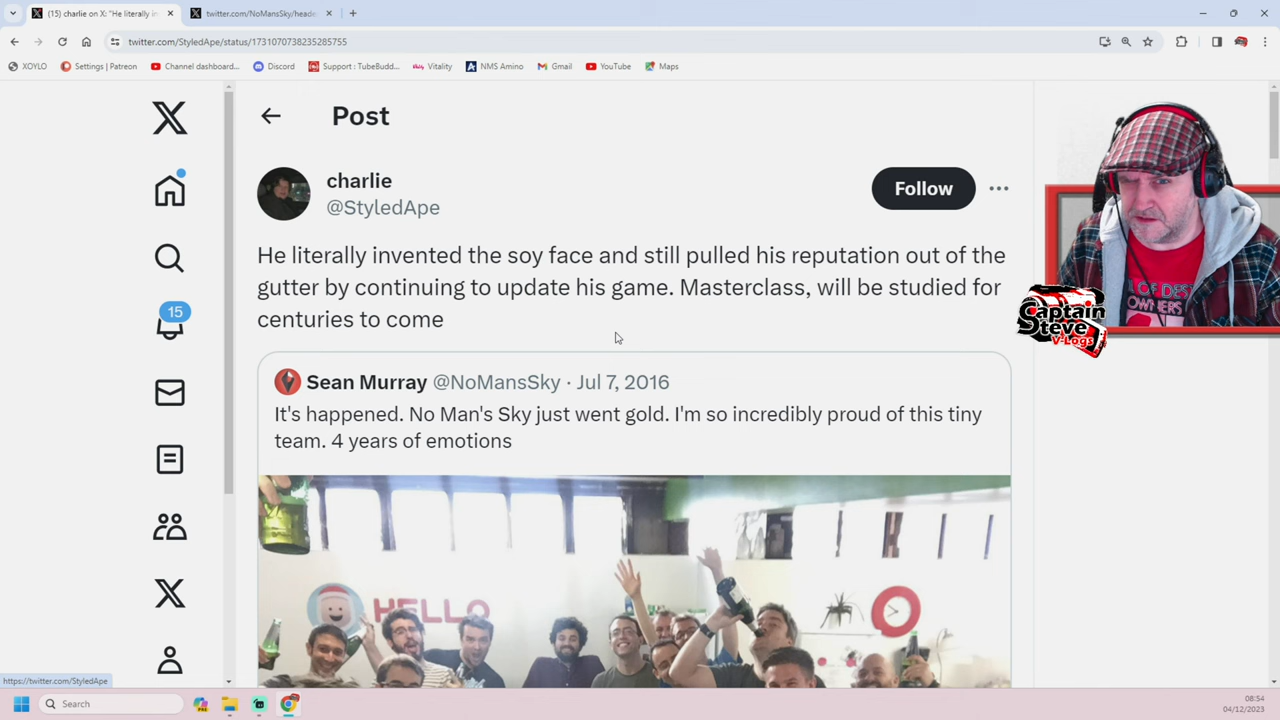 (15) charlie on X: "He literally in
twitter.com/NoMansSky/heade
twitter.com/StyledApe/status/1731070738235285755
XOYLO
Settings | Patreon
Channel dashboard...
Discord
Support : TubeBudd...
Vitality
NMS Amino
Gmail
YouTube
Maps
Post
charlie
@StyledApe
Follow
He literally invented the soy face and still pulled his reputation out of the
gutter by continuing to update his game. Masterclass, will be studied for
centuries to come
15
Sean Murray @NoMansSky · Jul 7, 2016
It's happened. No Man's Sky just went gold. I'm so incredibly proud of this tiny
team. 4 years of emotions
HELLO
OWNERS
Captain
Steve
V-Logs
https://twitter.com/StyledApe
Search
08:54
04/12/2023